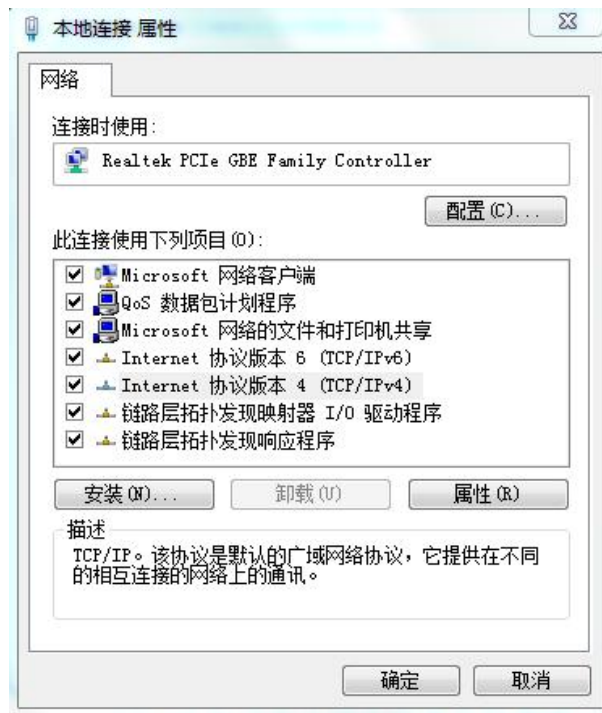 本地连接 属性
网络
连接时使用:
Realtek PCIe GBE Family Controller
配置(C)...
此连接使用下列项目(O):
Microsoft 网络客户端
QoS 数据包计划程序
Microsoft 网络的文件和打印机共享
Internet 协议版本 6 (TCP/IPv6)
Internet 协议版本 4 (TCP/IPv4)
链路层拓扑发现映射器 I/O 驱动程序
链路层拓扑发现响应程序
安装(N)...
卸载(U)
属性(R)
描述
TCP/IP。该协议是默认的广域网络协议，它提供在不同
的相互连接的网络上的通讯。
确定
取消